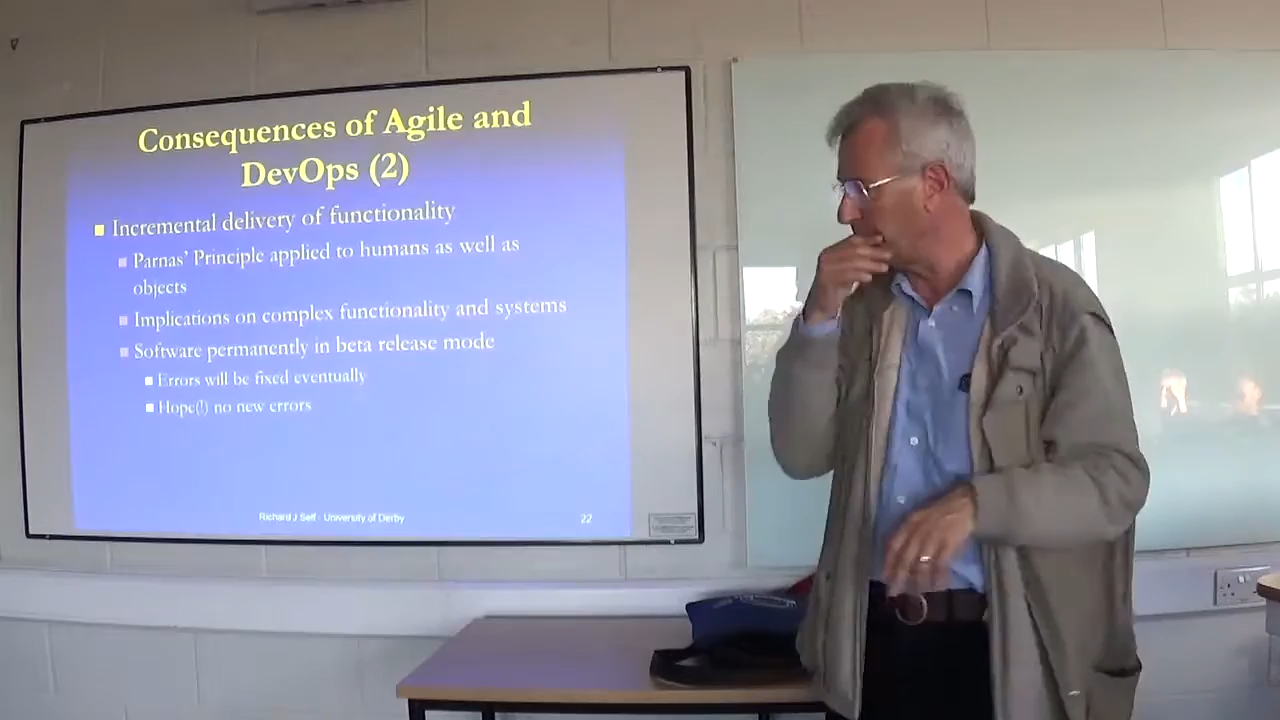 Consequences of Agile and
DevOps (2)
Incremental delivery of functionality
Parnas' Principle applied to humans as well as
objects
Implications on complex functionality and systems
Software permanently in beta release mode
Errors will be fixed eventually
Hope(!) no new errors
Richard J Self - University of Derby
22